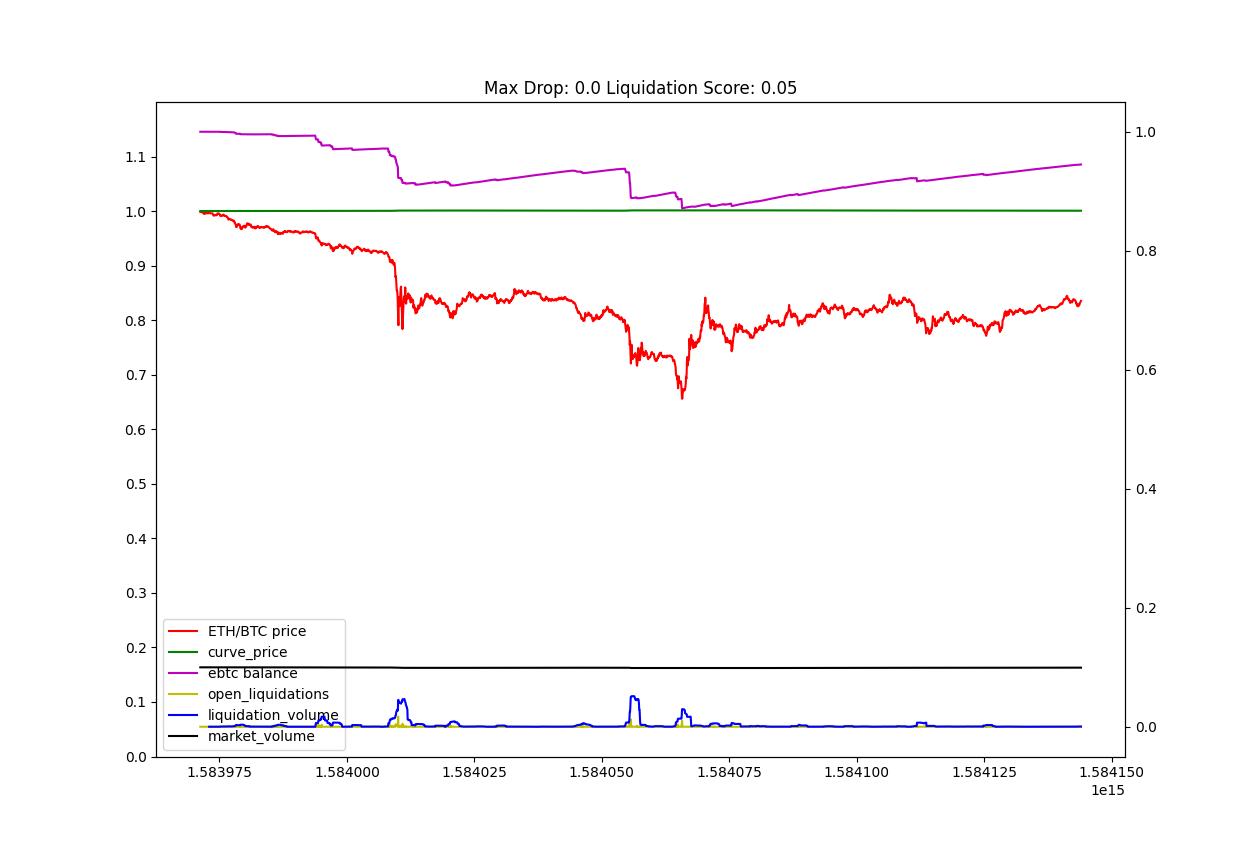 Max Drop: 0.0 Liquidation Score: 0.05
1.1
1.0
0.9
0.8
0.7
0.6
0.5
0.4
0.3
0.2
0.1
0.0
1.0
0.8
0.6
0.4
0.2
0.0
ETH/BTC price
curve_price
ebtc balance
open_liquidations
liquidation_volume
market_volume
1.583975 1.584000 1.584025 1.584050 1.584075 1.584100 1.584125 1.584150
1e15